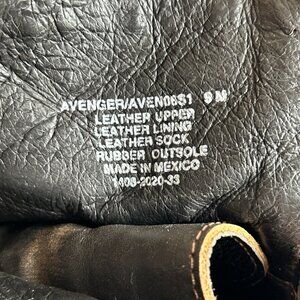 AVENGER/AVEN06S1 9 M
LEATHER UPPER
LEATHER LINING
LEATHER SOCK
RUBBER OUTSOLE
MADE IN MEXICO
1408-2020-33